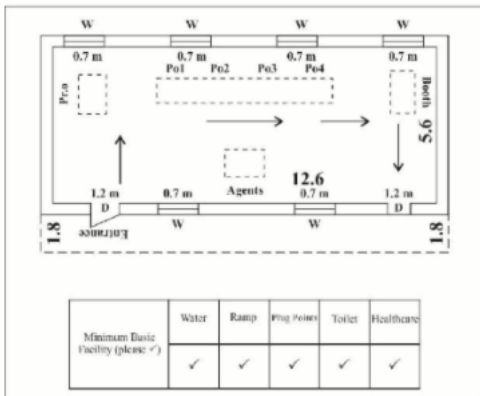 W W W W
0.7 m 0.7 m 0.7 m 0.7 m
Po1 Po2 Po3 Po4
Pr.o
Booth
5.6
Agents
12.6
1.2 m 0.7 m 0.7 m 1.2 m
D D
W W
Entrance
1.8 1.8
Minimum Basic Facility (please ✓)
Water Ramp Plug Points Toilet Healthcare
✓ ✓ ✓ ✓ ✓